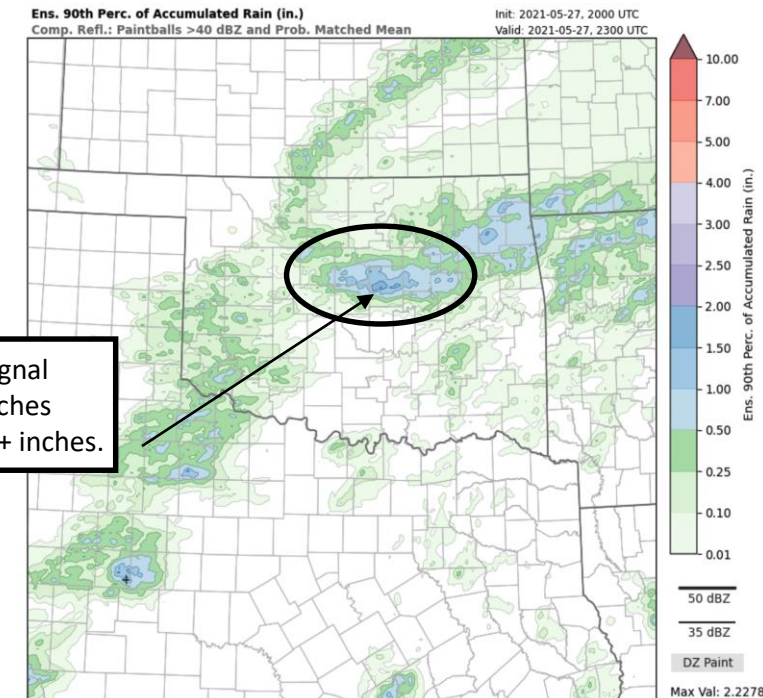 Ens. 90th Perc. of Accumulated Rain (in.)
Comp. Refl.: Paintballs >40 dBZ and Prob. Matched Mean
Init: 2021-05-27, 2000 UTC
Valid: 2021-05-27, 2300 UTC
gnal
ches
+ inches.
10.00
7.00
5.00
4.00
3.00
2.50
2.00
1.50
1.00
0.50
0.25
0.10
0.01
Ens. 90th Perc. of Accumulated Rain (in.)
50 dBZ
35 dBZ
DZ Paint
Max Val: 2.2278